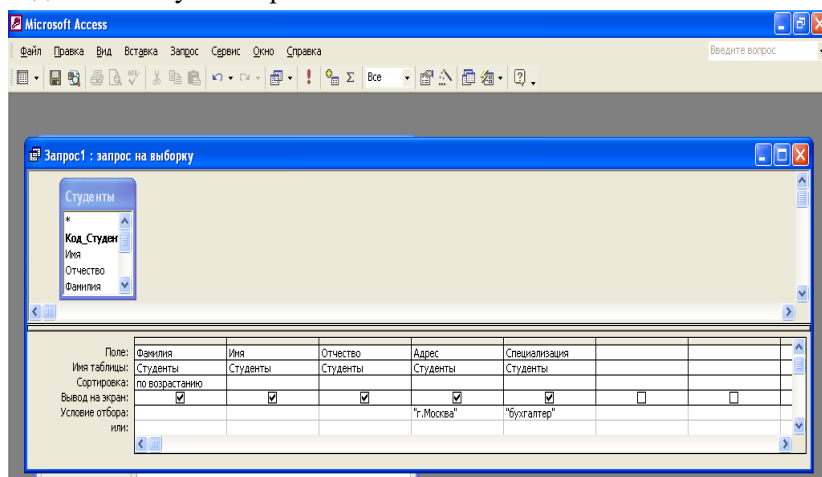 Microsoft Access
Файл Правка Вид Вставка Запрос Сервис Окно Справка Введите вопрос
Все
Запрос1 : запрос на выборку
Студенты
*
Код_Студен
Имя
Отчество
Фамилия
Поле: Фамилия Имя Отчество Адрес Специализация
Имя таблицы: Студенты Студенты Студенты Студенты Студенты
Сортировка: по возрастанию
Вывод на экран:
Условие отбора: "г.Москва" "бухгалтер"
или: